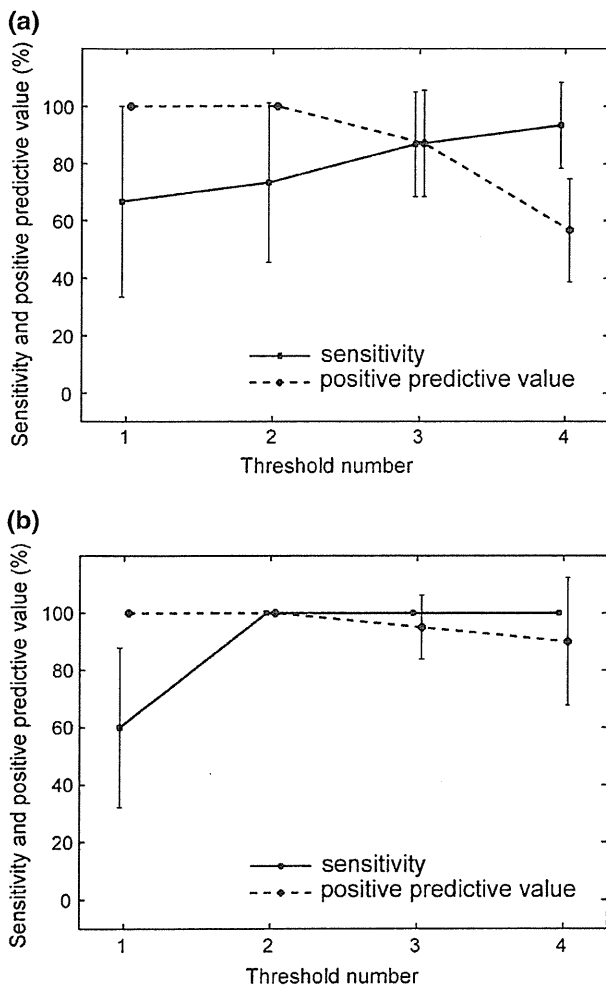 (a)
Sensitivity and positive predictive value (%)
100
80
60
40
20
0
sensitivity
positive predictive value
1 2 3 4
Threshold number
(b)
Sensitivity and positive predictive value (%)
100
80
60
40
20
0
sensitivity
positive predictive value
1 2 3 4
Threshold number